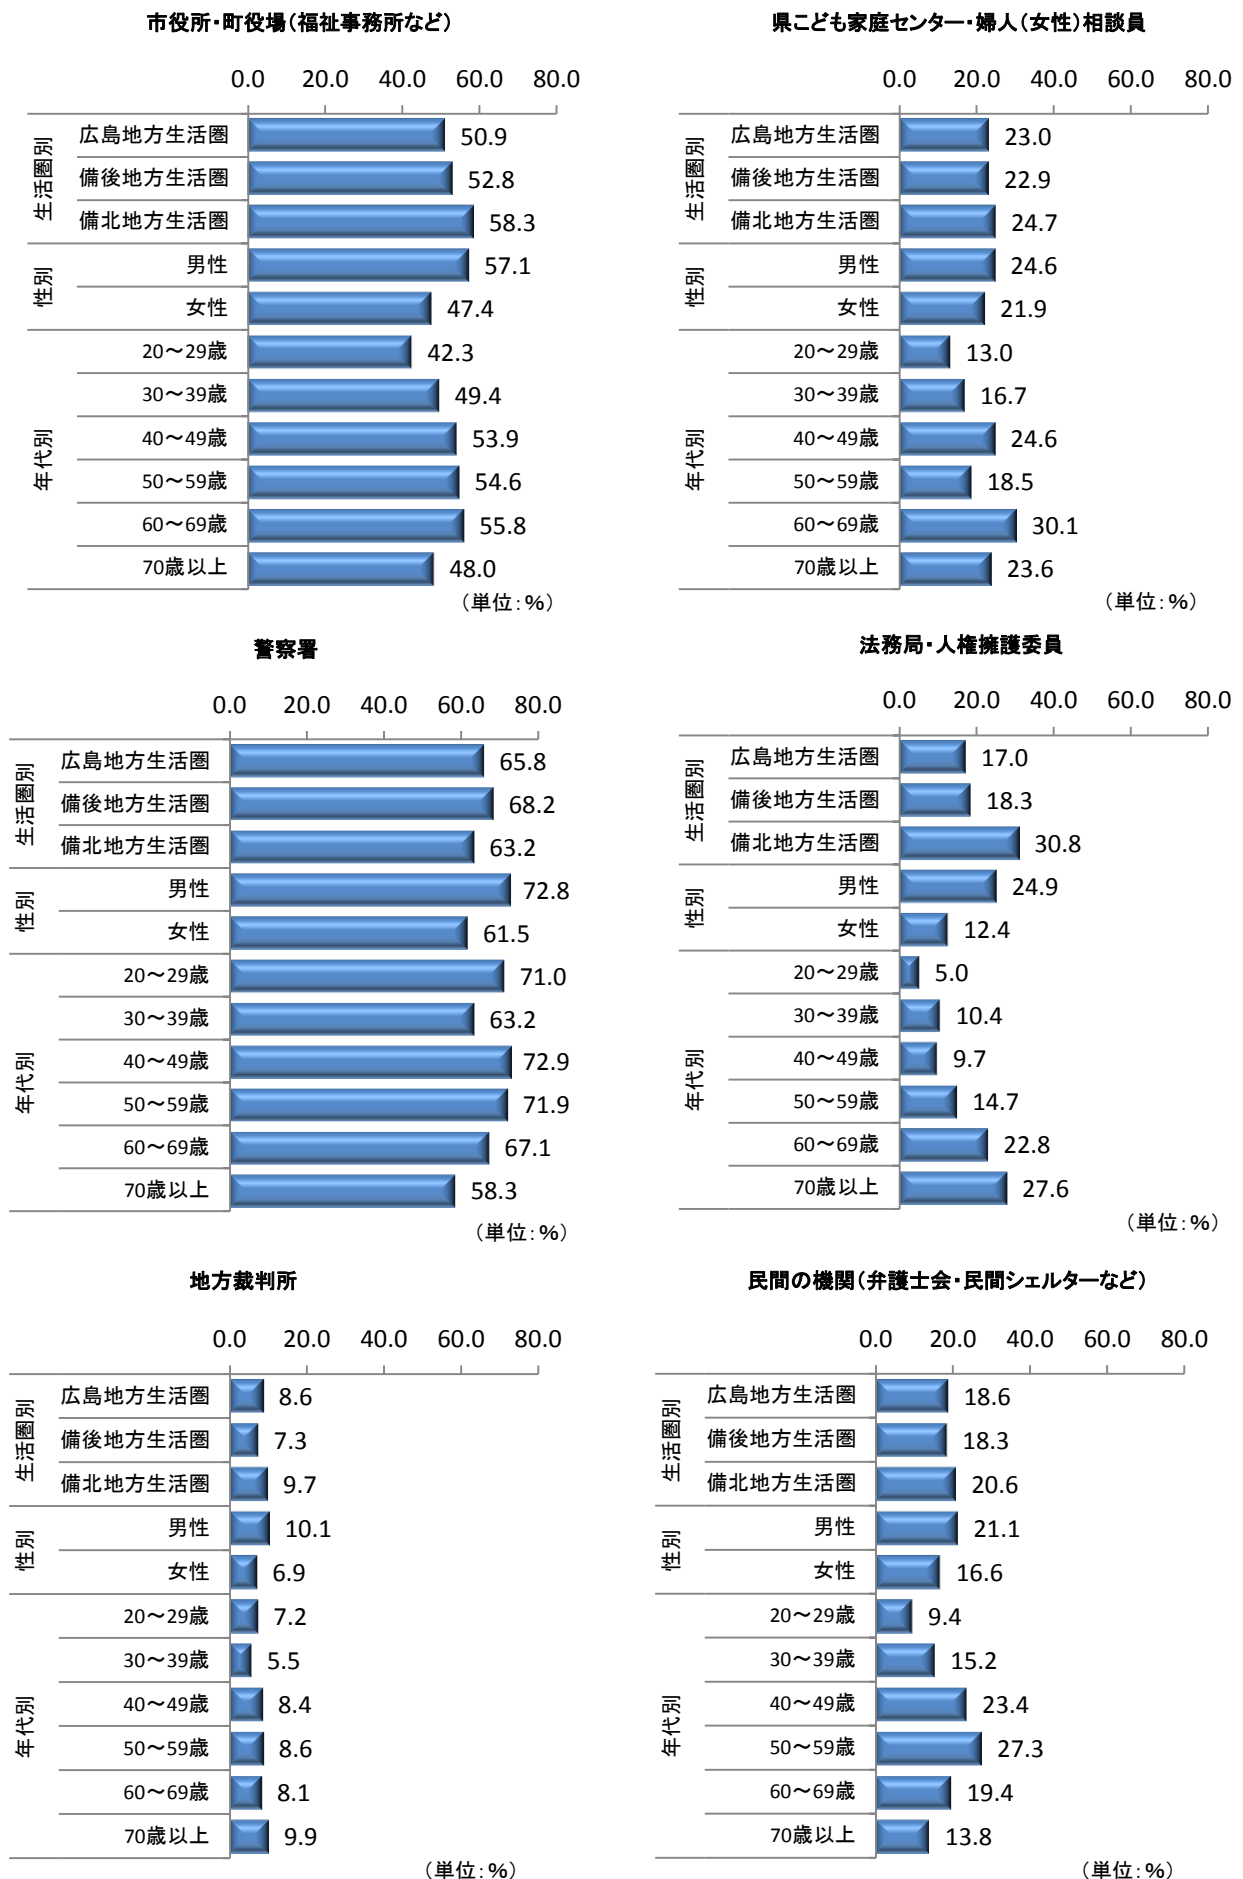 市役所・町役場（福祉事務所など）
0.0 20.0 40.0 60.0 80.0
生活圏別
広島地方生活圏 50.9
備後地方生活圏 52.8
備北地方生活圏 58.3
性別
男性 57.1
女性 47.4
年代別
20～29歳 42.3
30～39歳 49.4
40～49歳 53.9
50～59歳 54.6
60～69歳 55.8
70歳以上 48.0
（単位：%）
県こども家庭センター・婦人（女性）相談員
0.0 20.0 40.0 60.0 80.0
生活圏別
広島地方生活圏 23.0
備後地方生活圏 22.9
備北地方生活圏 24.7
性別
男性 24.6
女性 21.9
年代別
20～29歳 13.0
30～39歳 16.7
40～49歳 24.6
50～59歳 18.5
60～69歳 30.1
70歳以上 23.6
（単位：%）
警察署
0.0 20.0 40.0 60.0 80.0
生活圏別
広島地方生活圏 65.8
備後地方生活圏 68.2
備北地方生活圏 63.2
性別
男性 72.8
女性 61.5
年代別
20～29歳 71.0
30～39歳 63.2
40～49歳 72.9
50～59歳 71.9
60～69歳 67.1
70歳以上 58.3
（単位：%）
法務局・人権擁護委員
0.0 20.0 40.0 60.0 80.0
生活圏別
広島地方生活圏 17.0
備後地方生活圏 18.3
備北地方生活圏 30.8
性別
男性 24.9
女性 12.4
年代別
20～29歳 5.0
30～39歳 10.4
40～49歳 9.7
50～59歳 14.7
60～69歳 22.8
70歳以上 27.6
（単位：%）
地方裁判所
0.0 20.0 40.0 60.0 80.0
生活圏別
広島地方生活圏 8.6
備後地方生活圏 7.3
備北地方生活圏 9.7
性別
男性 10.1
女性 6.9
年代別
20～29歳 7.2
30～39歳 5.5
40～49歳 8.4
50～59歳 8.6
60～69歳 8.1
70歳以上 9.9
（単位：%）
民間の機関（弁護士会・民間シェルターなど）
0.0 20.0 40.0 60.0 80.0
生活圏別
広島地方生活圏 18.6
備後地方生活圏 18.3
備北地方生活圏 20.6
性別
男性 21.1
女性 16.6
年代別
20～29歳 9.4
30～39歳 15.2
40～49歳 23.4
50～59歳 27.3
60～69歳 19.4
70歳以上 13.8
（単位：%）